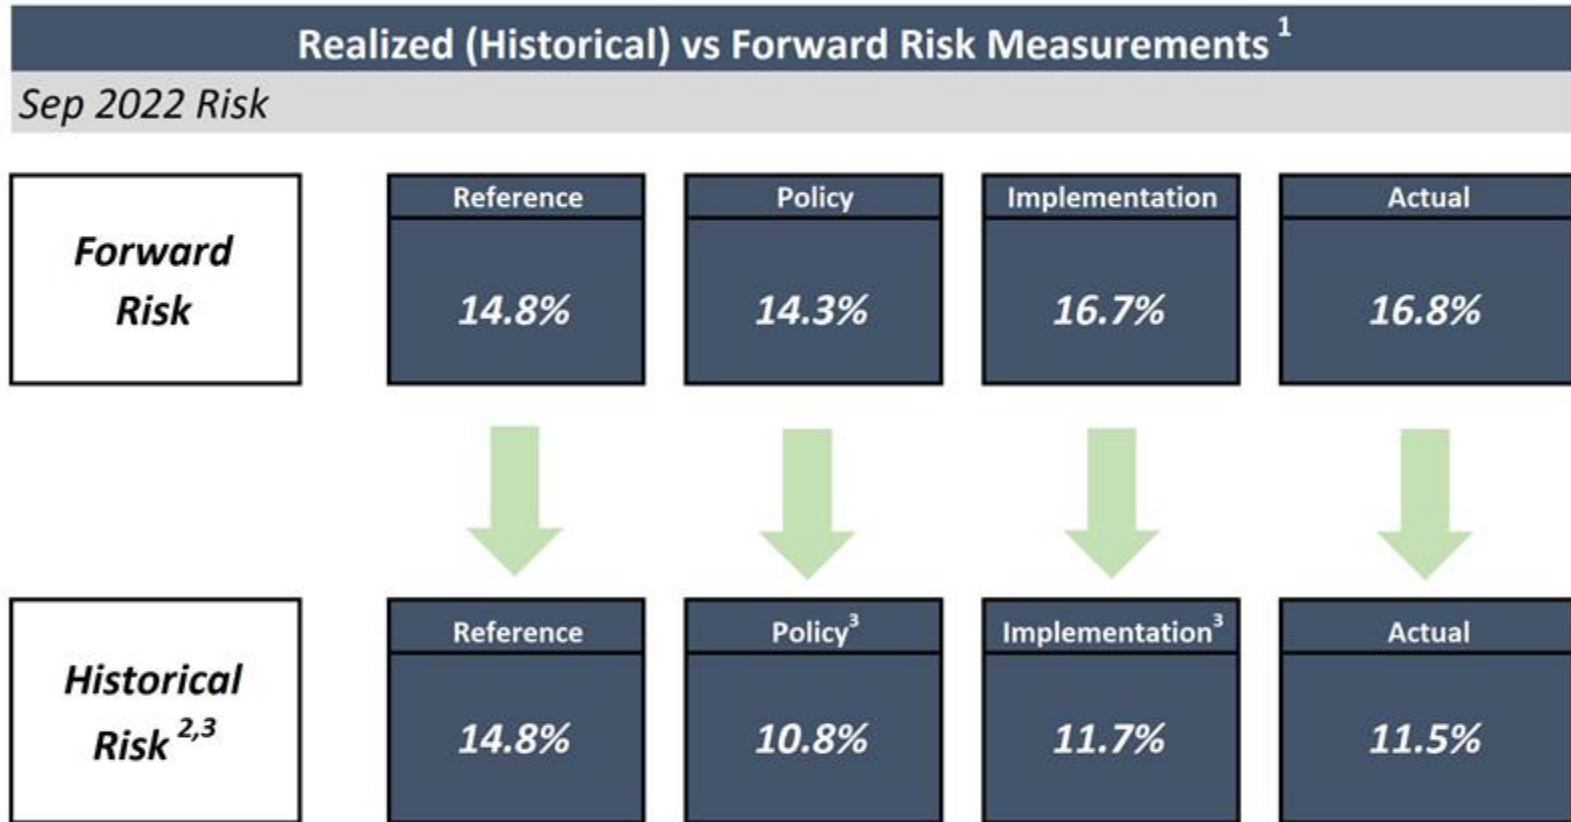 Realized (Historical) vs Forward Risk Measurements 1
Sep 2022 Risk
Forward
Risk
Reference
14.8%
Policy
14.3%
Implementation
16.7%
Actual
16.8%
Historical
Risk 2,3
Reference
14.8%
Policy3
10.8%
Implementation3
11.7%
Actual
11.5%